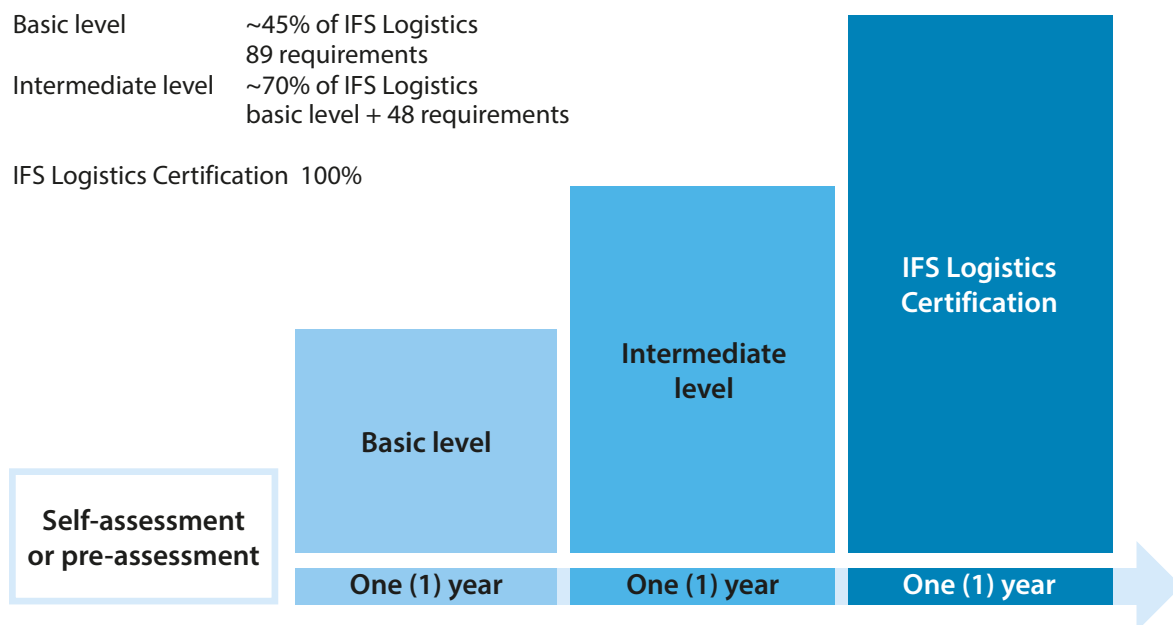 Basic level ~45% of IFS Logistics
89 requirements
Intermediate level ~70% of IFS Logistics
basic level + 48 requirements
IFS Logistics Certification 100%
IFS Logistics
Certification
Intermediate
level
Basic level
Self-assessment
or pre-assessment
One (1) year
One (1) year
One (1) year